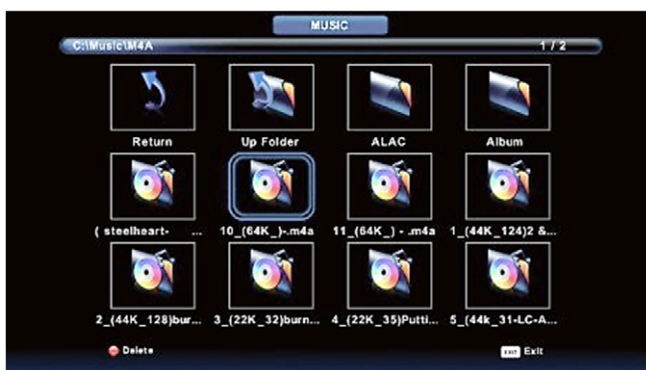 MUSIC
C:\Music\M4A 1 / 2
Return Up Folder ALAC Album
( steelheart- ... 10_(64K_)-.m4a 11_(64K_) - .m4a 1_(44K_124)2 &...
2_(44K_128)bur... 3_(22K_32)burn... 4_(22K_35)Putti... 5_(44k_31-LC-A...
Delete EXIT Exit